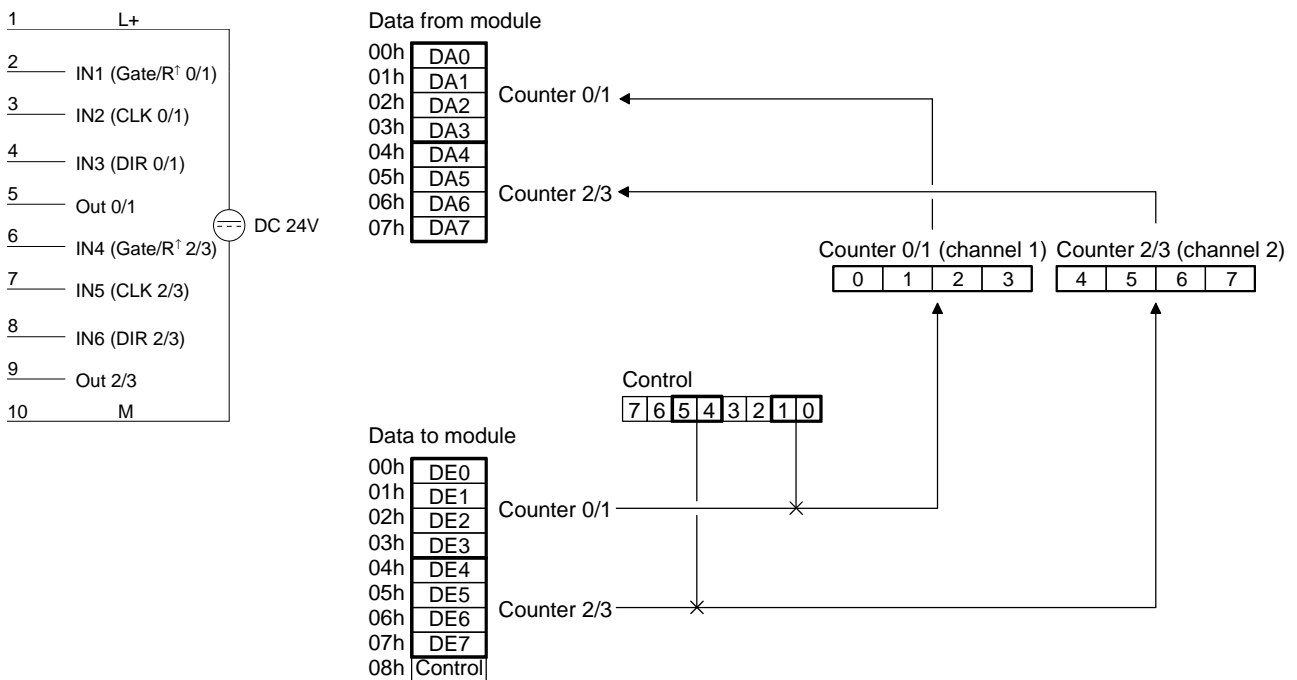 1 L+
2 IN1 (Gate/R↑ 0/1)
3 IN2 (CLK 0/1)
4 IN3 (DIR 0/1)
5 Out 0/1
6 IN4 (Gate/R↑ 2/3)
7 IN5 (CLK 2/3)
8 IN6 (DIR 2/3)
9 Out 2/3
10 M
DC 24V
Data from module
00h DA0
01h DA1
02h DA2
03h DA3
04h DA4
05h DA5
06h DA6
07h DA7
Counter 0/1
Counter 2/3
Counter 0/1 (channel 1)
0 1 2 3
Counter 2/3 (channel 2)
4 5 6 7
Control
7 6 5 4 3 2 1 0
Data to module
00h DE0
01h DE1
02h DE2
03h DE3
04h DE4
05h DE5
06h DE6
07h DE7
08h Control
Counter 0/1
Counter 2/3